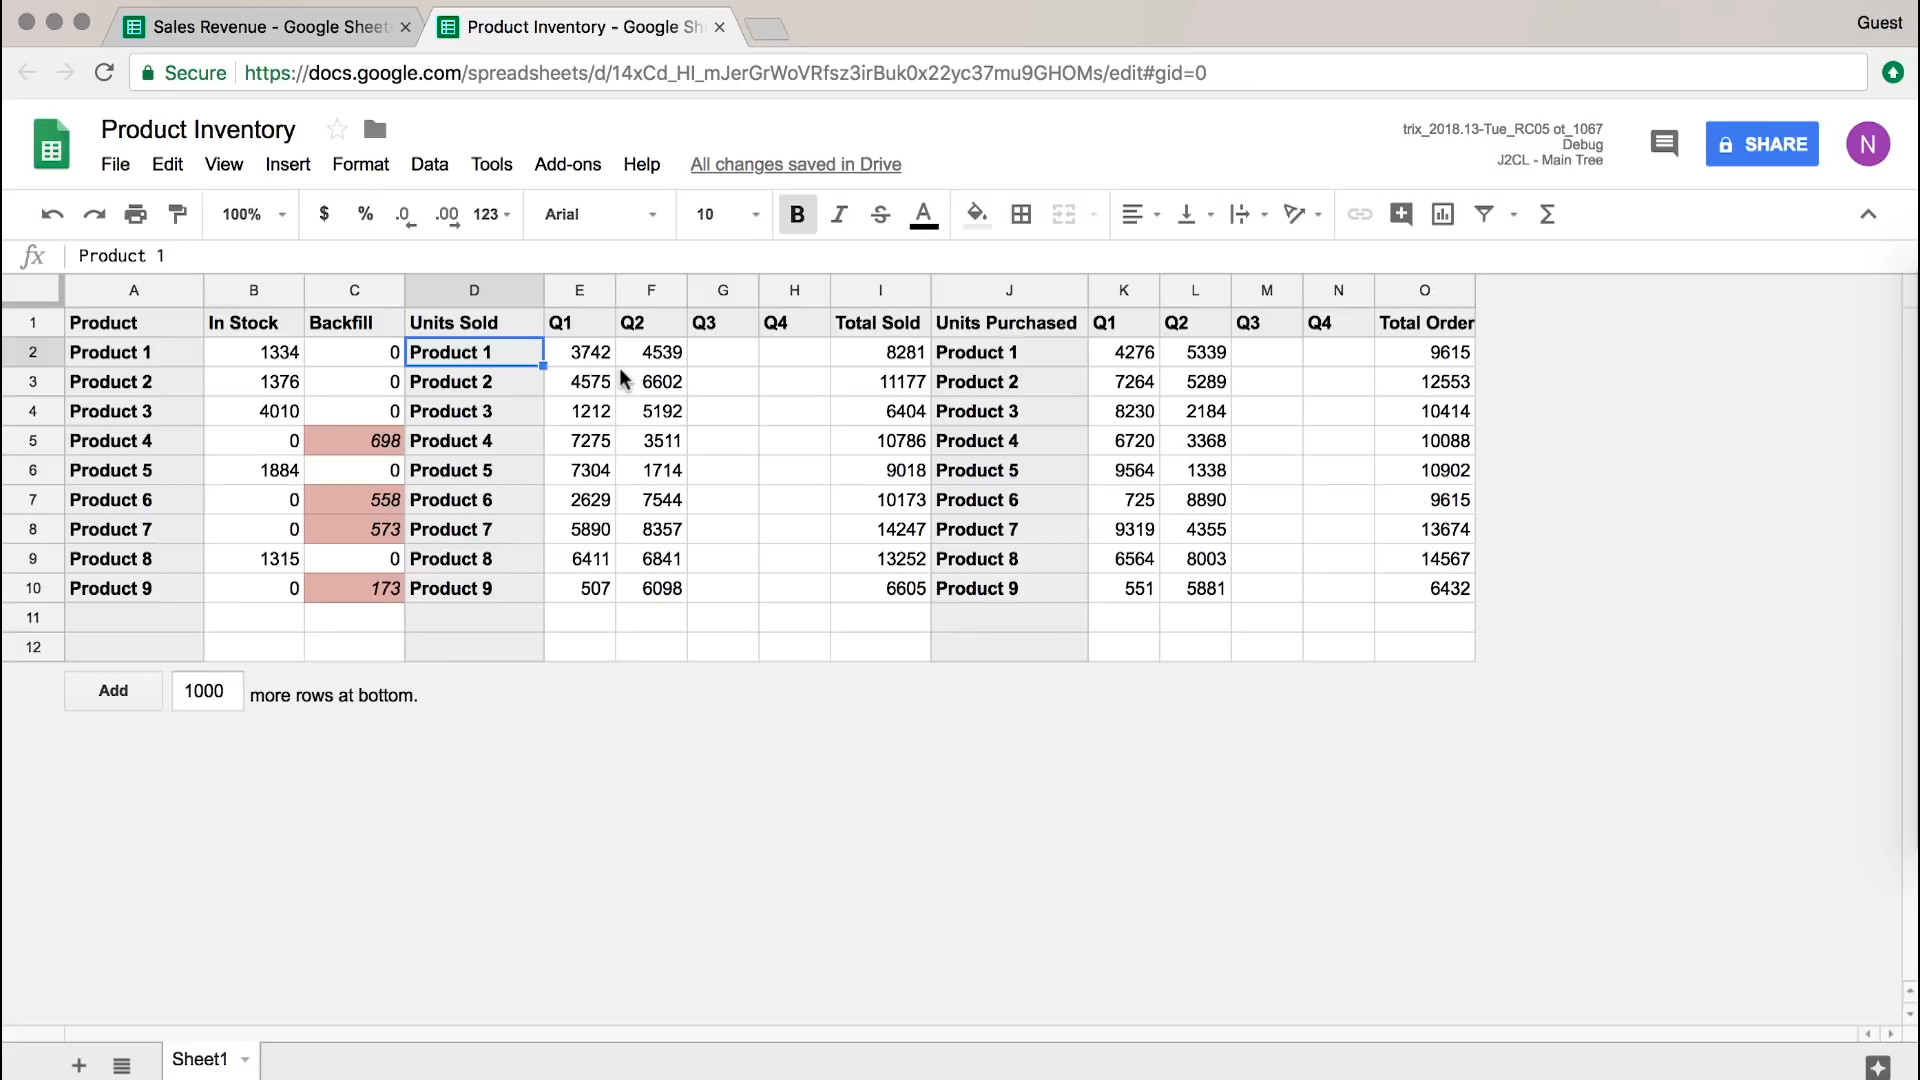 Sales Revenue - Google Sheet
Product Inventory - Google Sh
Guest
Secure https://docs.google.com/spreadsheets/d/14xCd_HI_mJerGrWoVRfsz3irBuk0x22yc37mu9GHOMs/edit#gid=0
Product Inventory
trix_2018.13-Tue_RC05 ot_1067
Debug
J2CL - Main Tree
SHARE
N
File Edit View Insert Format Data Tools Add-ons Help All changes saved in Drive
100% $ % .0 .00 123 Arial 10 B I S A Σ
fx Product 1
A B C D E F G H I J K L M N O
1 Product In Stock Backfill Units Sold Q1 Q2 Q3 Q4 Total Sold Units Purchased Q1 Q2 Q3 Q4 Total Order
2 Product 1 1334 0 Product 1 3742 4539 8281 Product 1 4276 5339 9615
3 Product 2 1376 0 Product 2 4575 6602 11177 Product 2 7264 5289 12553
4 Product 3 4010 0 Product 3 1212 5192 6404 Product 3 8230 2184 10414
5 Product 4 0 698 Product 4 7275 3511 10786 Product 4 6720 3368 10088
6 Product 5 1884 0 Product 5 7304 1714 9018 Product 5 9564 1338 10902
7 Product 6 0 558 Product 6 2629 7544 10173 Product 6 725 8890 9615
8 Product 7 0 573 Product 7 5890 8357 14247 Product 7 9319 4355 13674
9 Product 8 1315 0 Product 8 6411 6841 13252 Product 8 6564 8003 14567
10 Product 9 0 173 Product 9 507 6098 6605 Product 9 551 5881 6432
11
12
Add 1000 more rows at bottom.
Sheet1